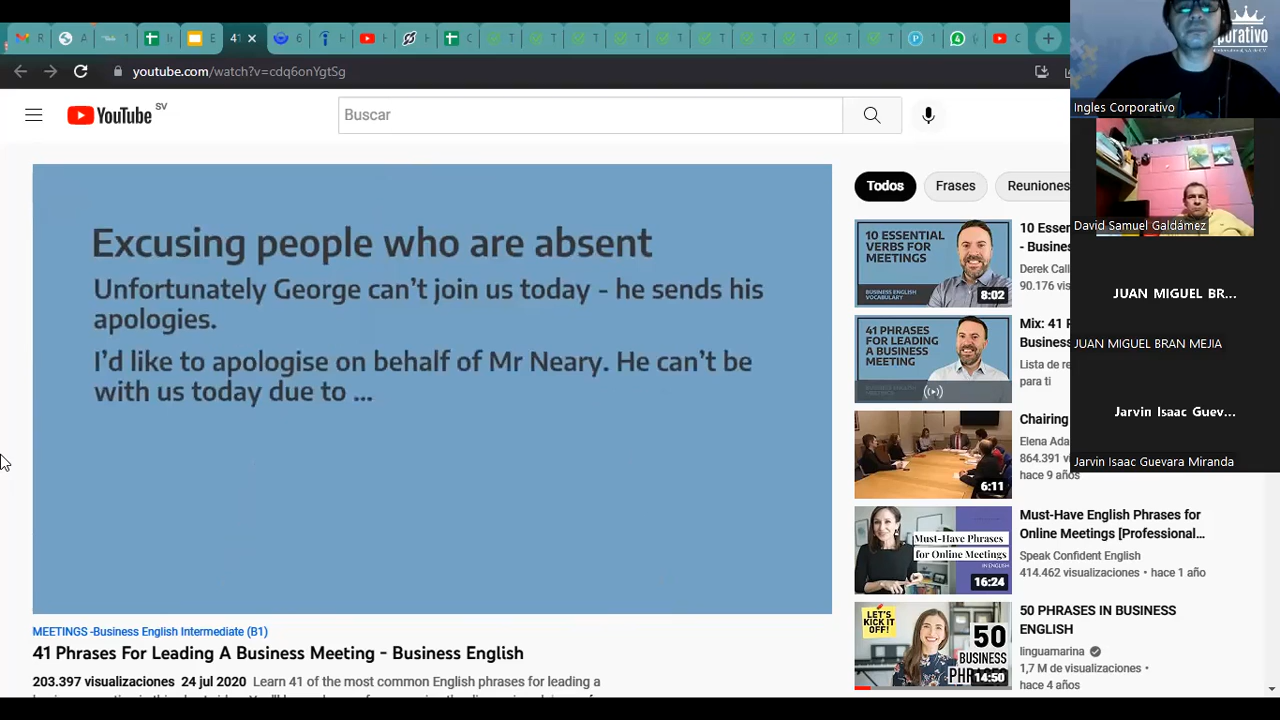 41
youtube.com/watch?v=cdq6onYgtSg
YouTube SV
Buscar
Excusing people who are absent
Unfortunately George can't join us today - he sends his
apologies.
I'd like to apologise on behalf of Mr Neary. He can't be
with us today due to ...
MEETINGS -Business English Intermediate (B1)
41 Phrases For Leading A Business Meeting - Business English
203.397 visualizaciones 24 jul 2020 Learn 41 of the most common English phrases for leading a
Todos
Frases
Reuniones
10 ESSENTIAL
VERBS FOR
MEETINGS
BUSINESS ENGLISH
VOCABULARY
8:02
10 Essen
- Busine
Derek Call
90.176 vis
41 PHRASES
FOR LEADING
A BUSINESS
MEETING
Mix: 41 P
Busines
Lista de re
para ti
6:11
Chairing
Elena Ada
864.391 vi
hace 9 años
Must-Have Phrases
for Online Meetings
IN ENGLISH
16:24
Must-Have English Phrases for
Online Meetings [Professional...
Speak Confident English
414.462 visualizaciones • hace 1 año
LET'S
KICK IT
OFF!
50
BUSINESS
PHRASES
14:50
50 PHRASES IN BUSINESS
ENGLISH
linguamarina
1,7 M de visualizaciones •
hace 4 años
Ingles Corporativo
David Samuel Galdámez
JUAN MIGUEL BR...
JUAN MIGUEL BRAN MEJIA
Jarvin Isaac Guev...
Jarvin Isaac Guevara Miranda